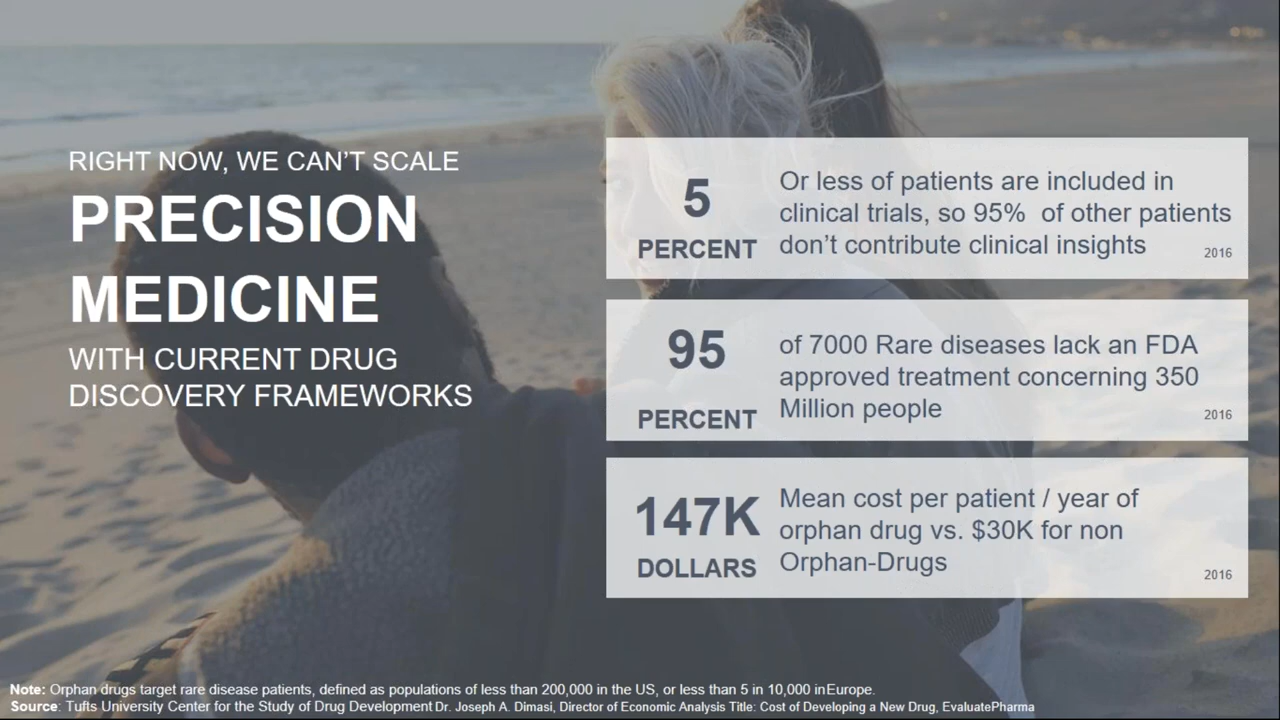 RIGHT NOW, WE CAN'T SCALE
PRECISION
MEDICINE
WITH CURRENT DRUG
DISCOVERY FRAMEWORKS
5
PERCENT
Or less of patients are included in
clinical trials, so 95% of other patients
don't contribute clinical insights
2016
95
PERCENT
of 7000 Rare diseases lack an FDA
approved treatment concerning 350
Million people
2016
147K
DOLLARS
Mean cost per patient / year of
orphan drug vs. $30K for non
Orphan-Drugs
2016
Note: Orphan drugs target rare disease patients, defined as populations of less than 200,000 in the US, or less than 5 in 10,000 inEurope.
Source: Tufts University Center for the Study of Drug Development Dr. Joseph A. Dimasi, Director of Economic Analysis Title: Cost of Developing a New Drug, EvaluatePharma